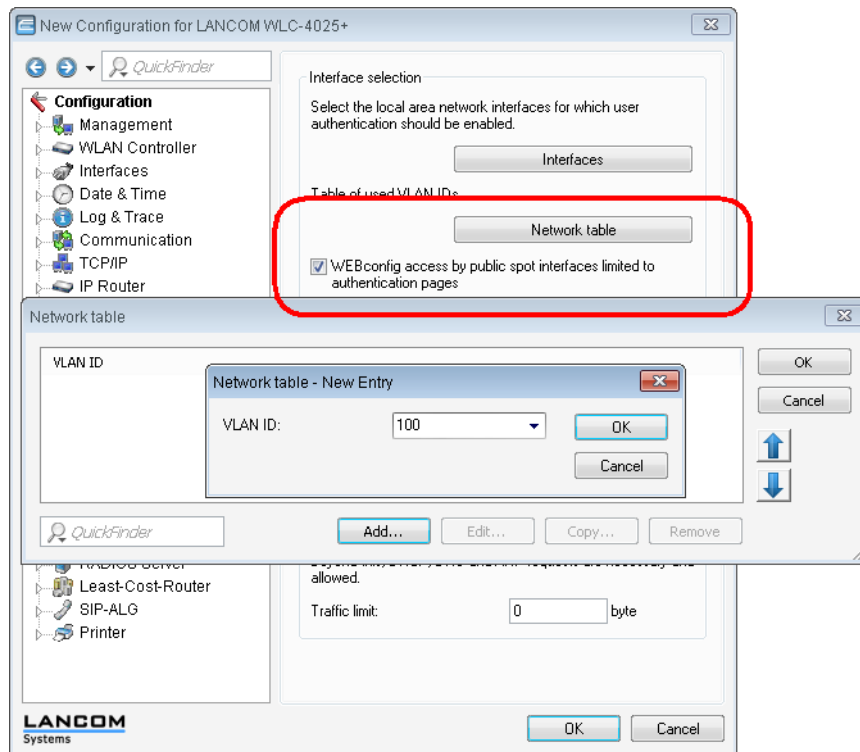 New Configuration for LANCOM WLC-4025+
QuickFinder
Configuration
Management
WLAN Controller
Interfaces
Date & Time
Log & Trace
Communication
TCP/IP
IP Router
Interface selection
Select the local area network interfaces for which user
authentication should be enabled.
Interfaces
Table of used VLAN IDs
Network table
WEBconfig access by public spot interfaces limited to
authentication pages
Network table
VLAN ID
OK
Cancel
Network table - New Entry
VLAN ID:
100
OK
Cancel
QuickFinder
Add...
Edit...
Copy...
Remove
RADIUS Server
Least-Cost-Router
SIP-ALG
Printer
allowed.
Traffic limit:
0
byte
LANCOM
Systems
OK
Cancel